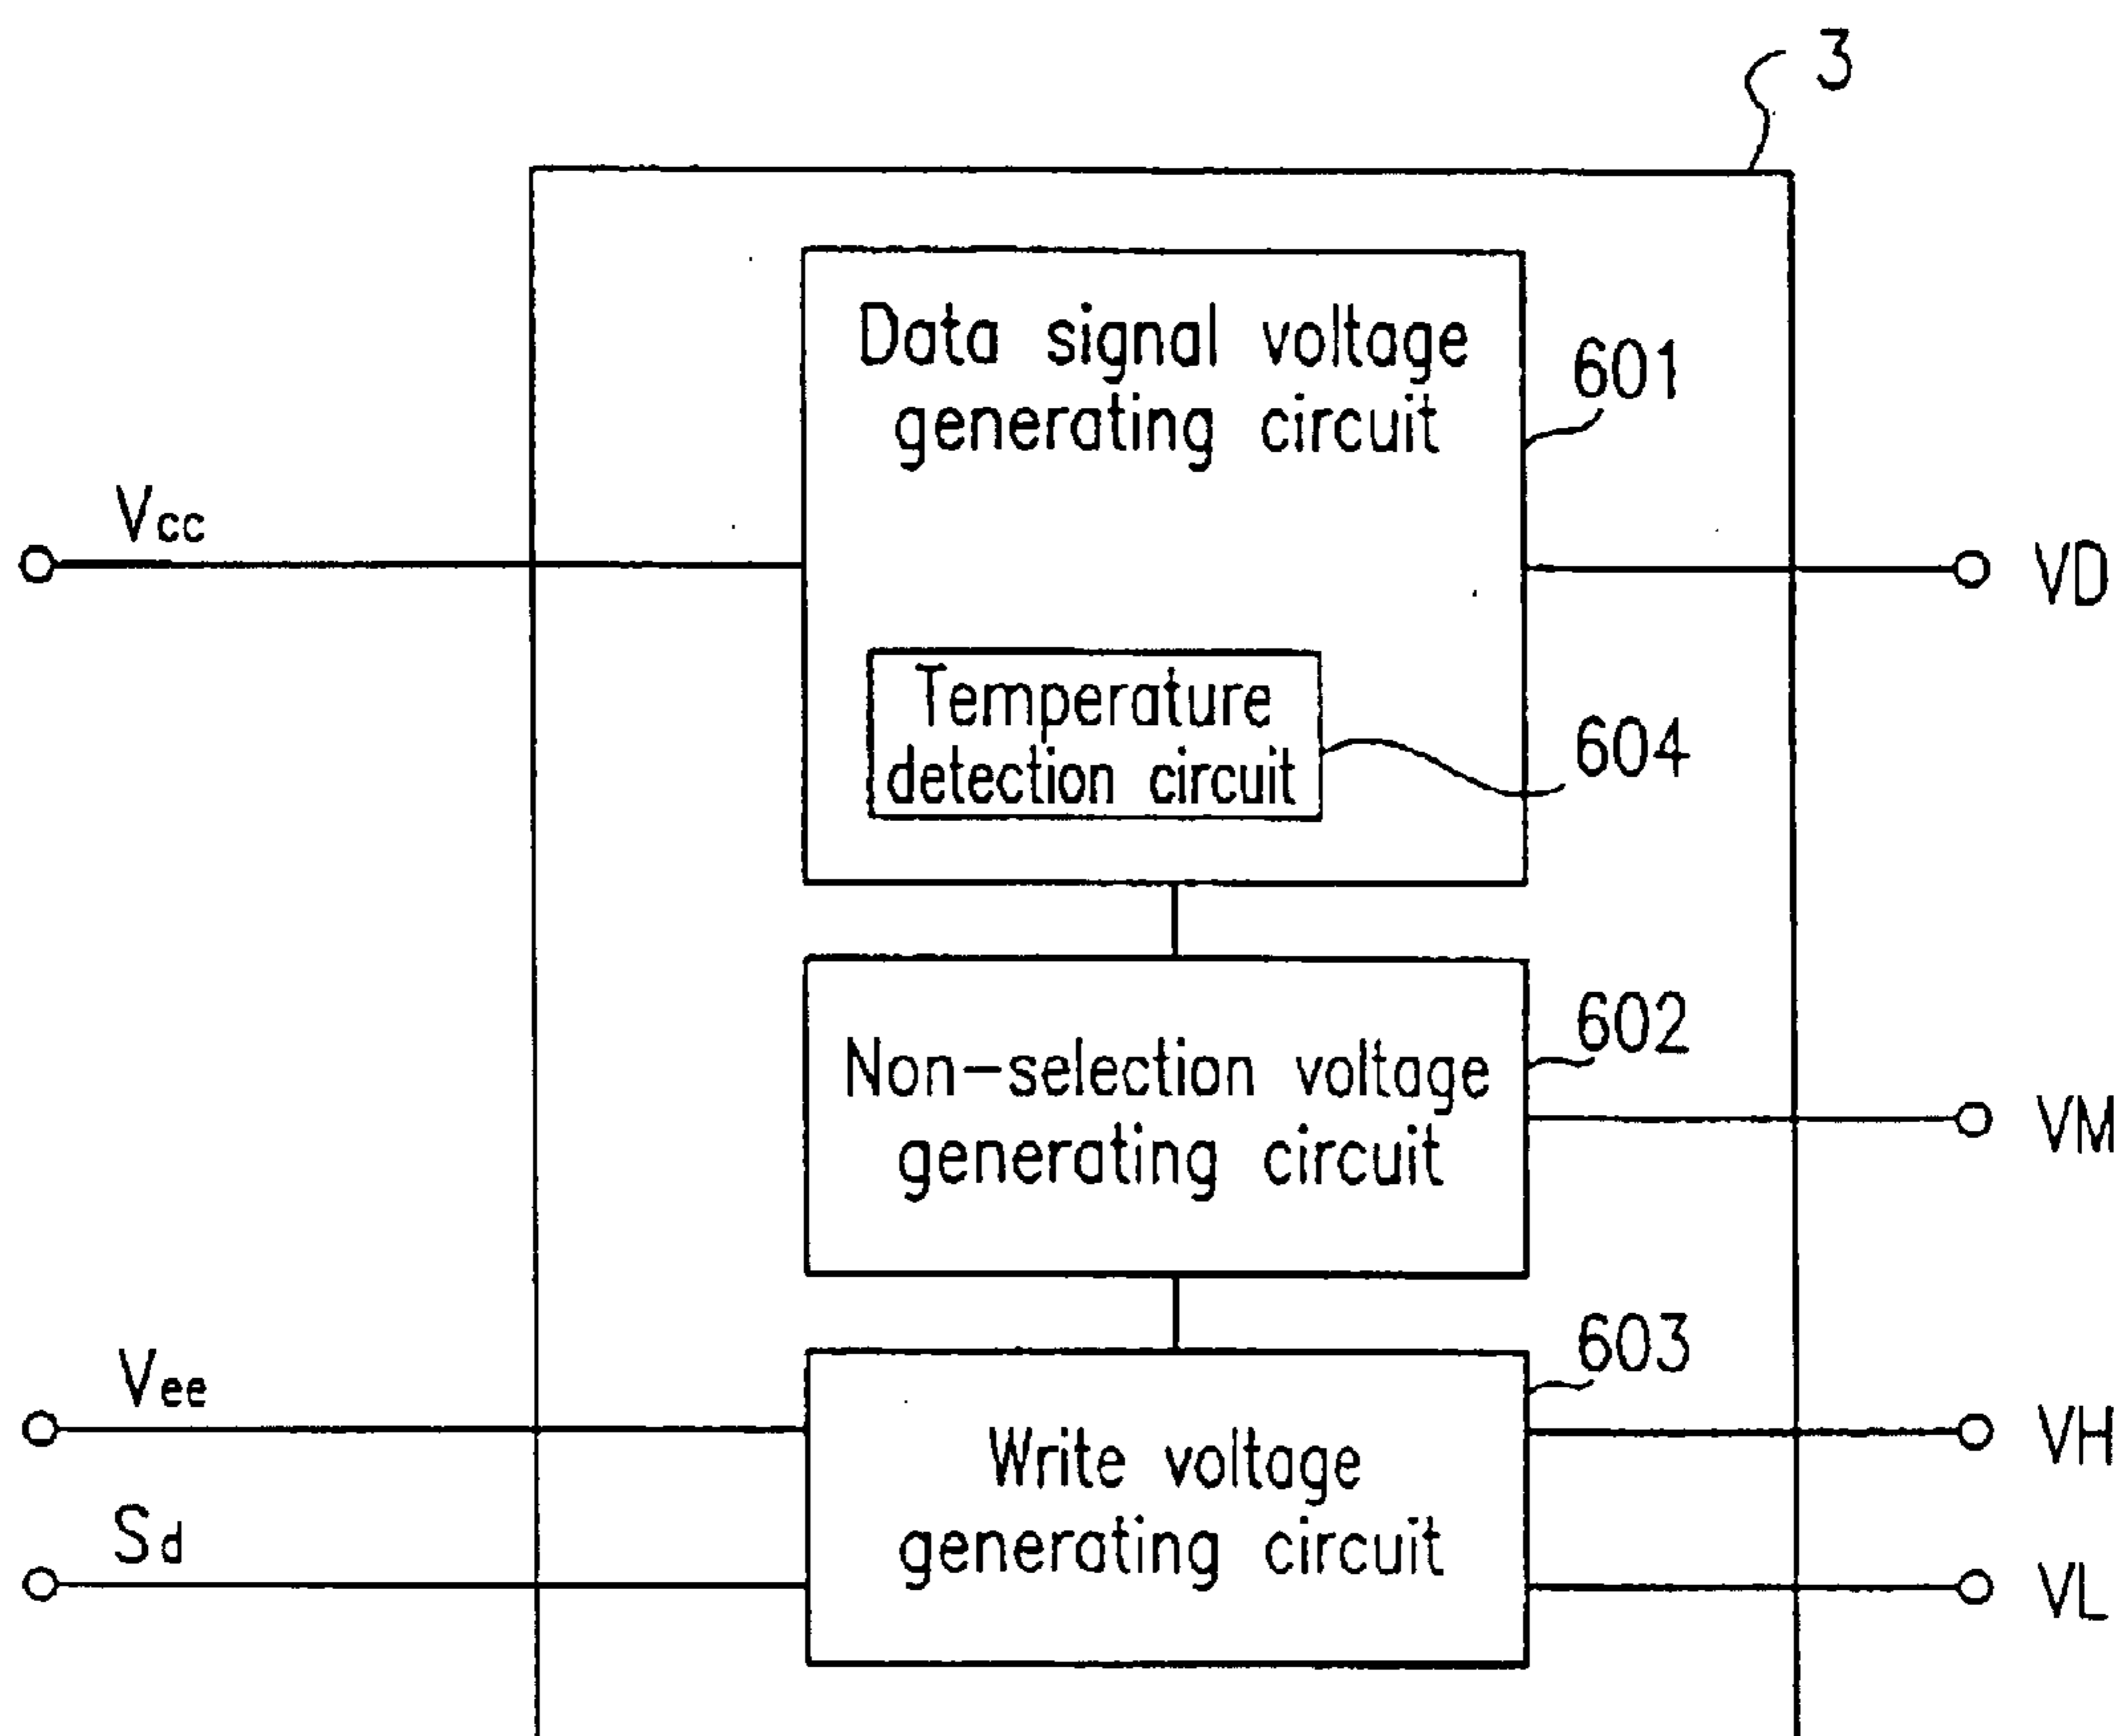 3
Data signal voltage
generating circuit
601
Vcc
VD
Temperature
detection circuit
604
Non-selection voltage
generating circuit
602
VM
603
Vee
Write voltage
generating circuit
VH
Sd
VL